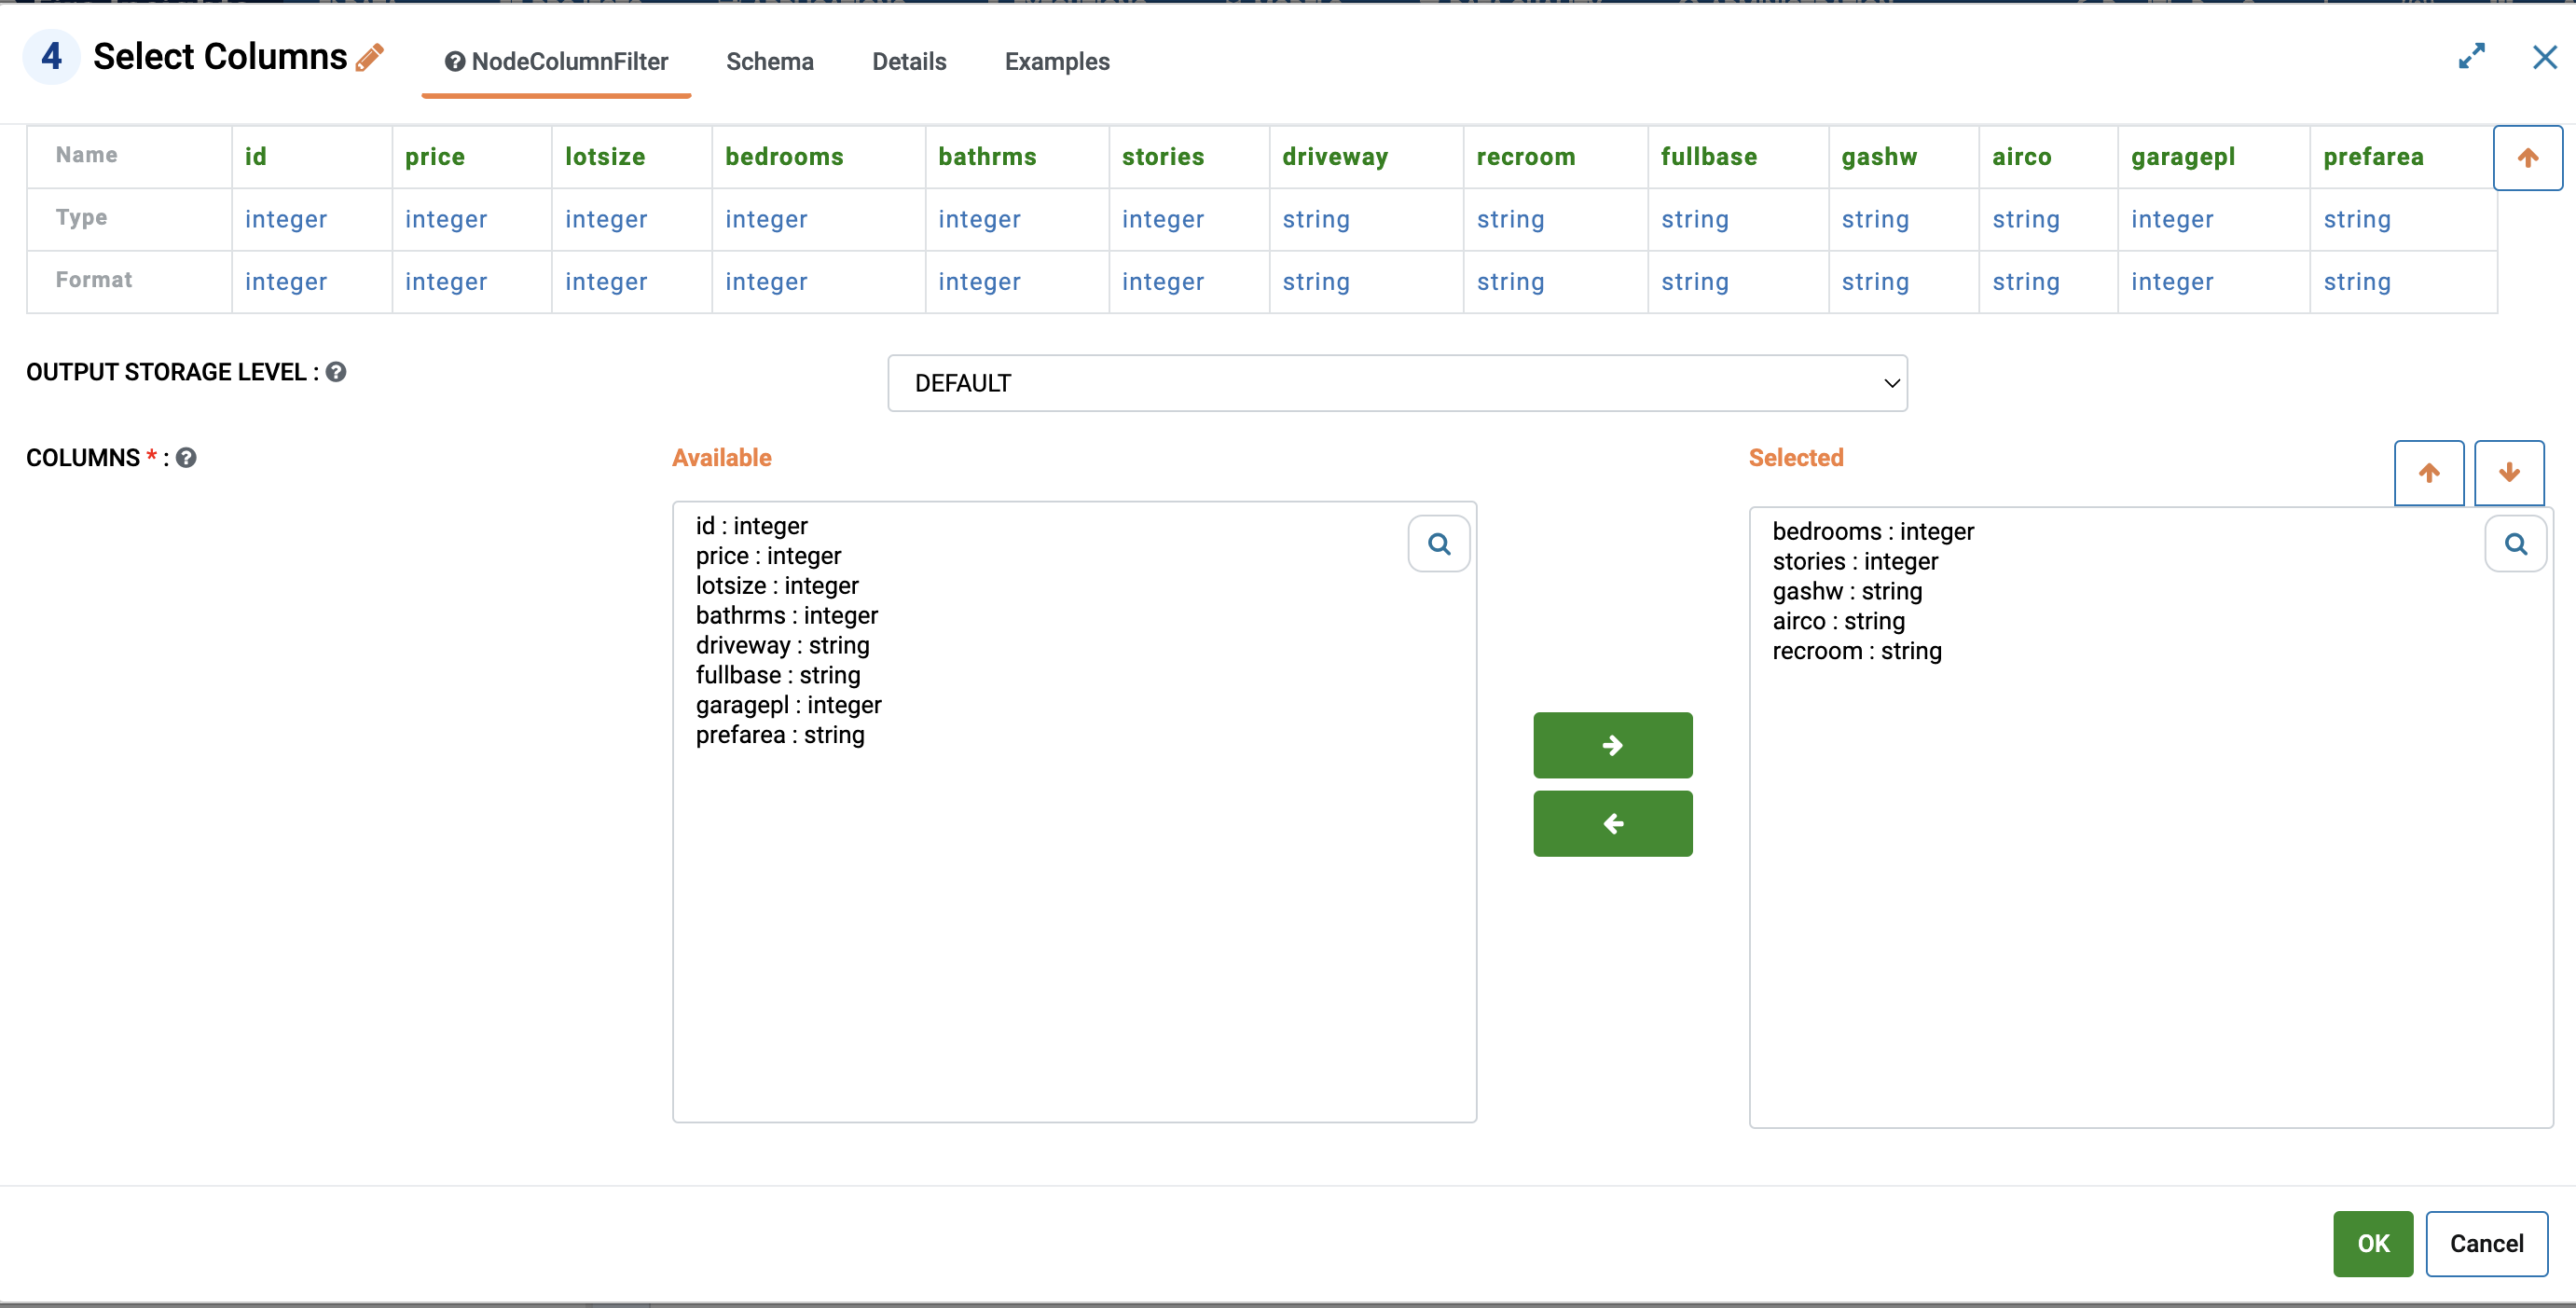 4 Select Columns NodeColumnFilter Schema Details Examples
Name id price lotsize bedrooms bathrms stories driveway recroom fullbase gashw airco garagepl prefarea
Type integer integer integer integer integer integer string string string string string integer string
Format integer integer integer integer integer integer string string string string string integer string
OUTPUT STORAGE LEVEL : DEFAULT
COLUMNS * : Available Selected
id : integer
price : integer
lotsize : integer
bathrms : integer
driveway : string
fullbase : string
garagepl : integer
prefarea : string
bedrooms : integer
stories : integer
gashw : string
airco : string
recroom : string
OK Cancel